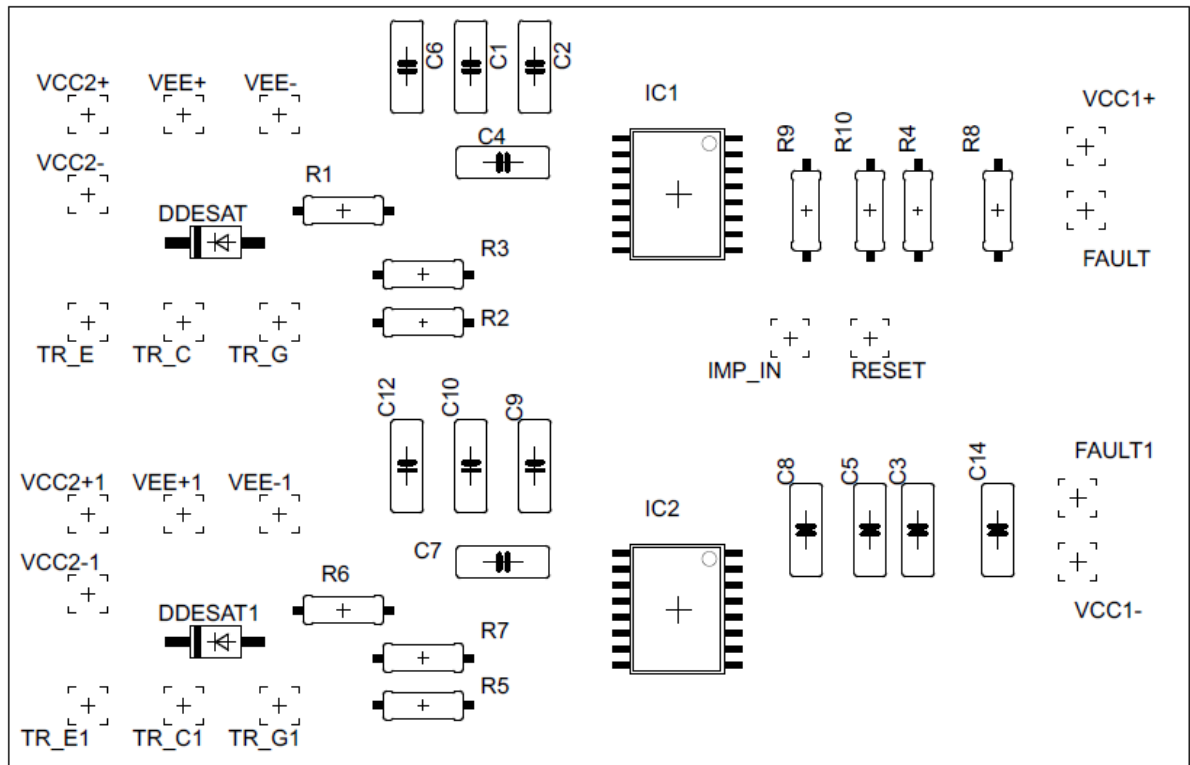 C6
C1
C2
VCC2+
VEE+
VEE-
IC1
VCC1+
C4
R9
R10
R4
R8
VCC2-
R1
DDESAT
R3
FAULT
R2
TR_E
TR_C
TR_G
IMP_IN
RESET
C12
C10
C9
VCC2+1
VEE+1
VEE-1
IC2
C8
C5
C3
C14
FAULT1
C7
VCC2-1
R6
DDESAT1
VCC1-
R7
R5
TR_E1
TR_C1
TR_G1